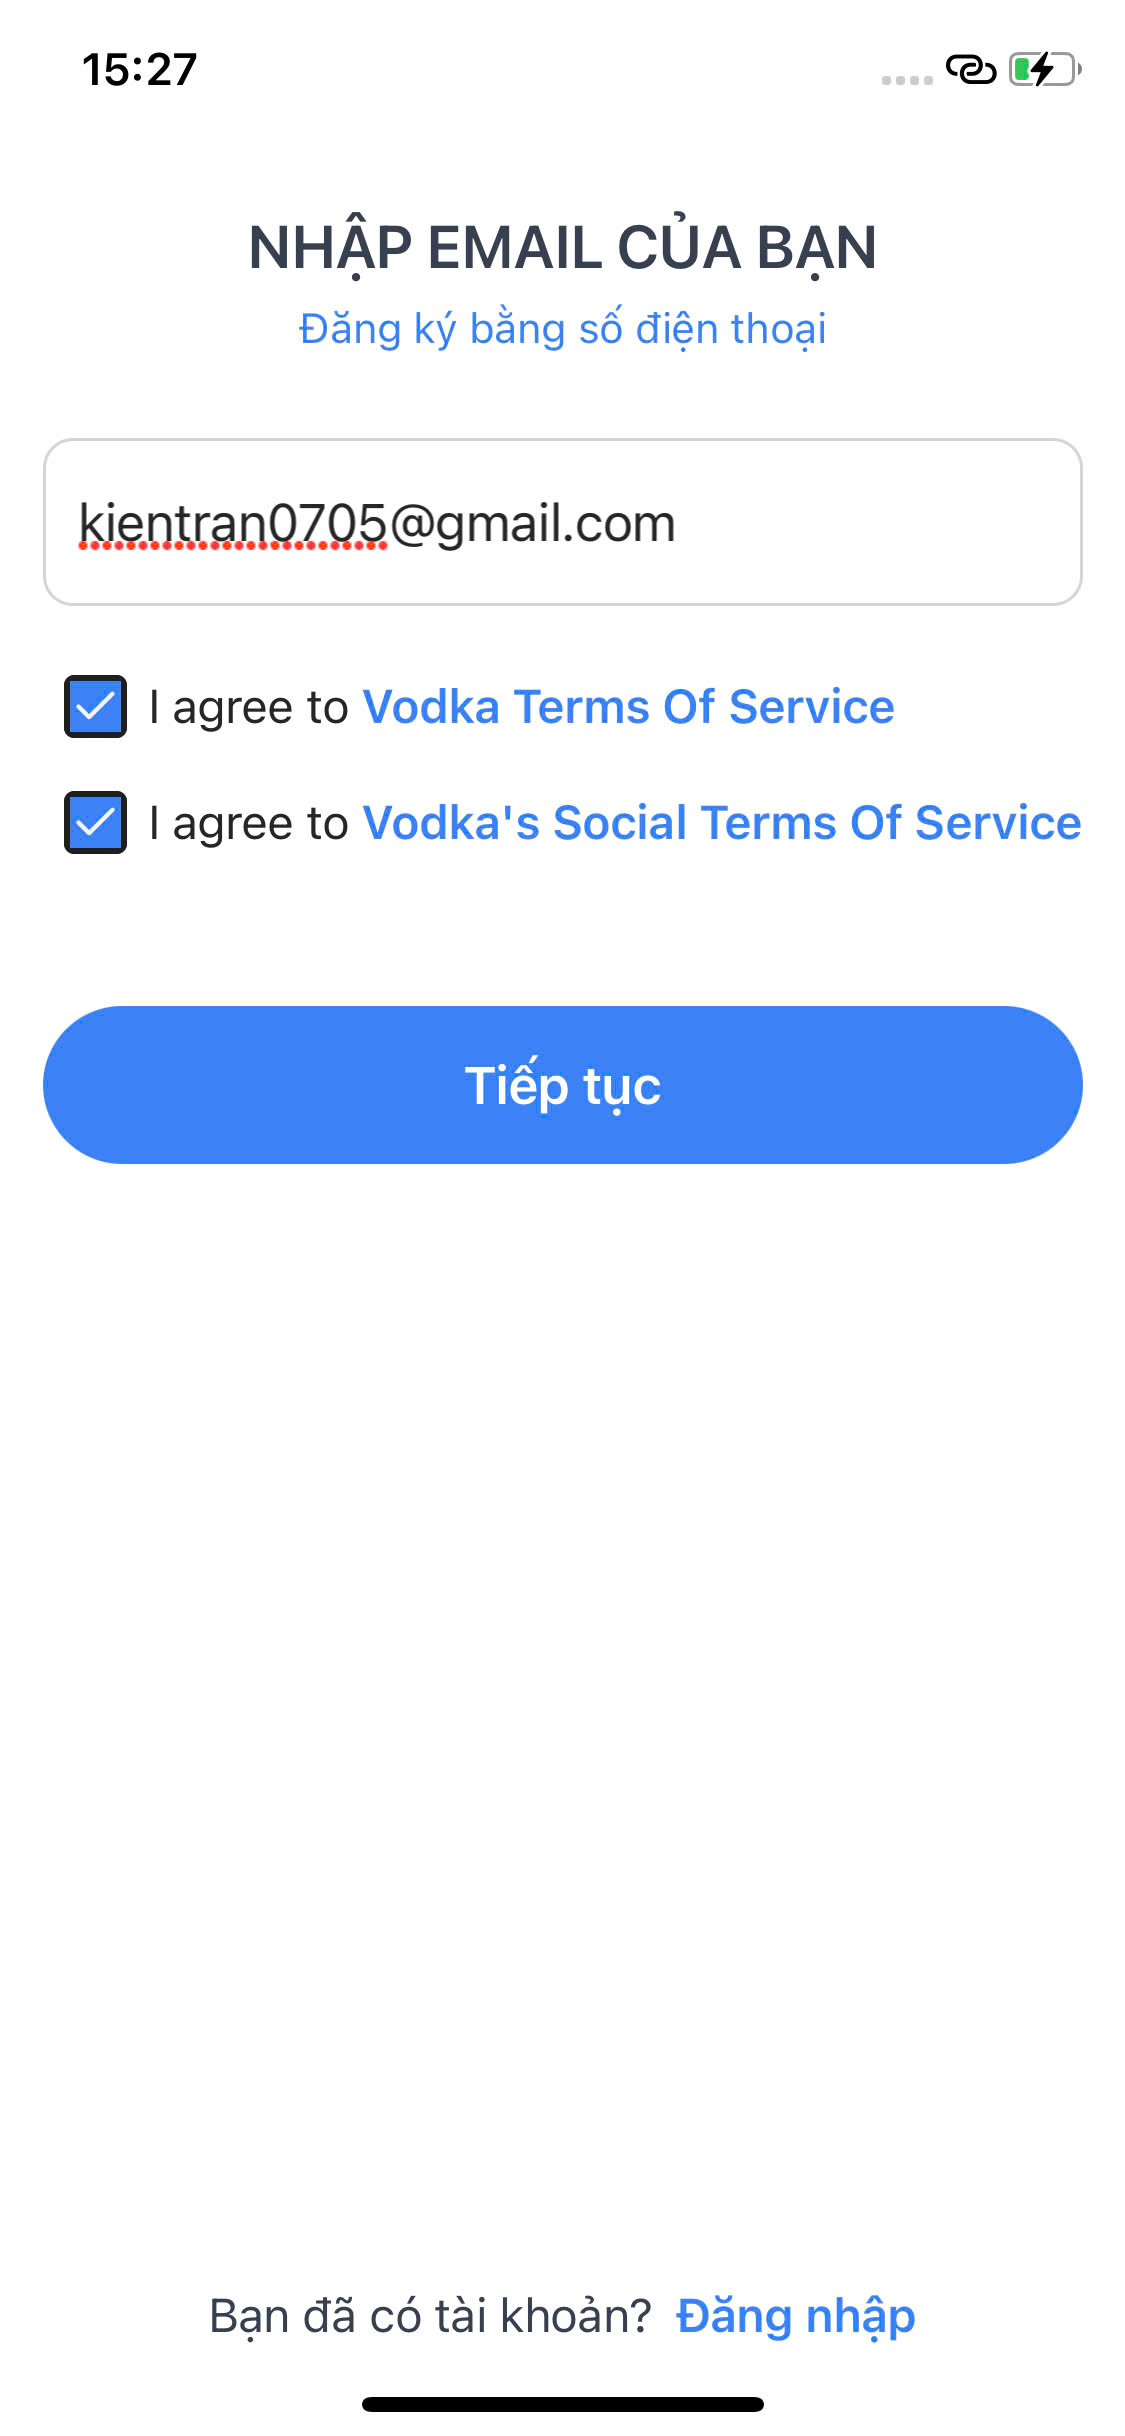 15:27
NHẬP EMAIL CỦA BẠN
Đăng ký bằng số điện thoại
kientran0705@gmail.com
I agree to Vodka Terms Of Service
I agree to Vodka's Social Terms Of Service
Tiếp tục
Bạn đã có tài khoản? Đăng nhập